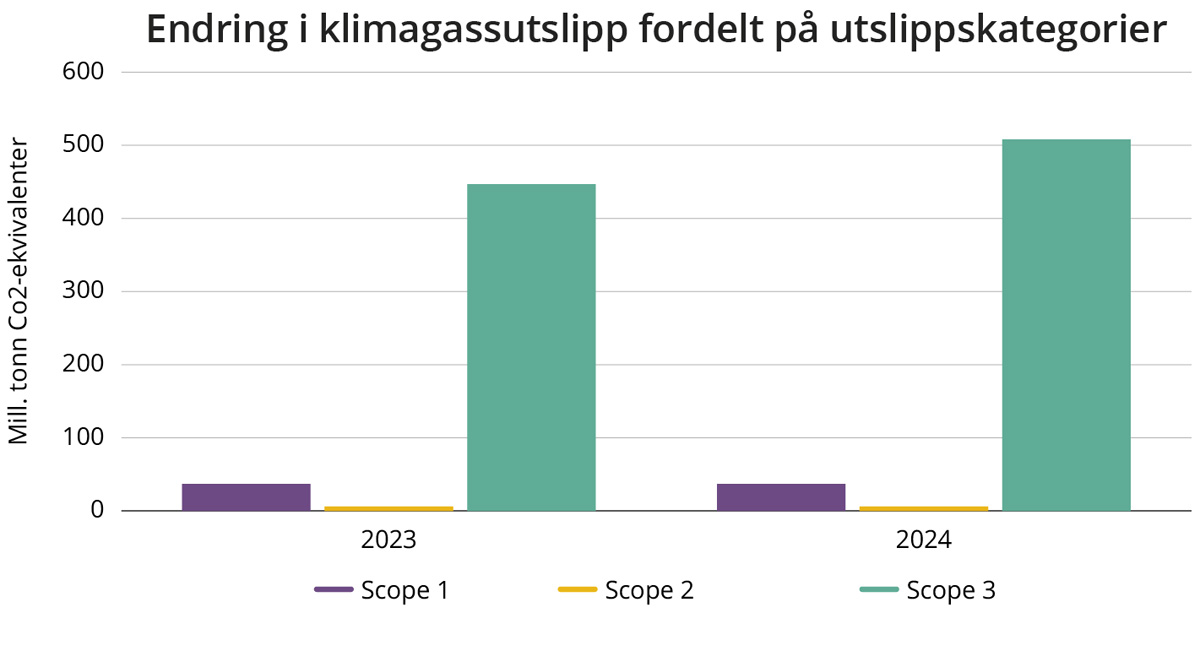 Endring i klimagassutslipp fordelt på utslippskategorier
Mill. tonn Co2-ekvivalenter
600
500
400
300
200
100
0
2023
2024
Scope 1
Scope 2
Scope 3